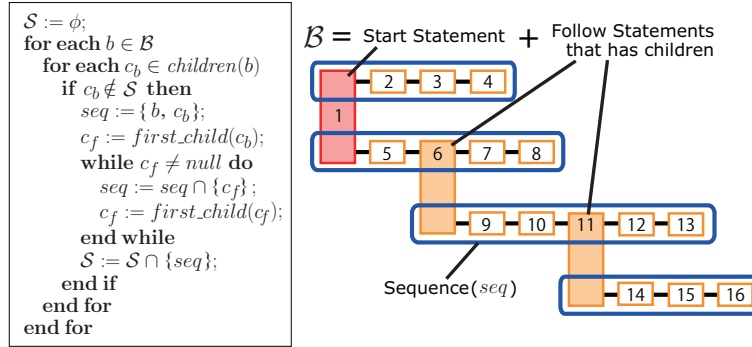 S := ϕ;
for each b ∈ B
for each c_b ∈ children(b)
if c_b ∉ S then
seq := {b, c_b};
c_f := first_child(c_b);
while c_f ≠ null do
seq := seq ∩ {c_f};
c_f := first_child(c_f);
end while
S := S ∩ {seq};
end if
end for
end for
B = Start Statement + Follow Statements
that has children
2 3 4
1
5 6 7 8
9 10 11 12 13
Sequence(seq)
14 15 16